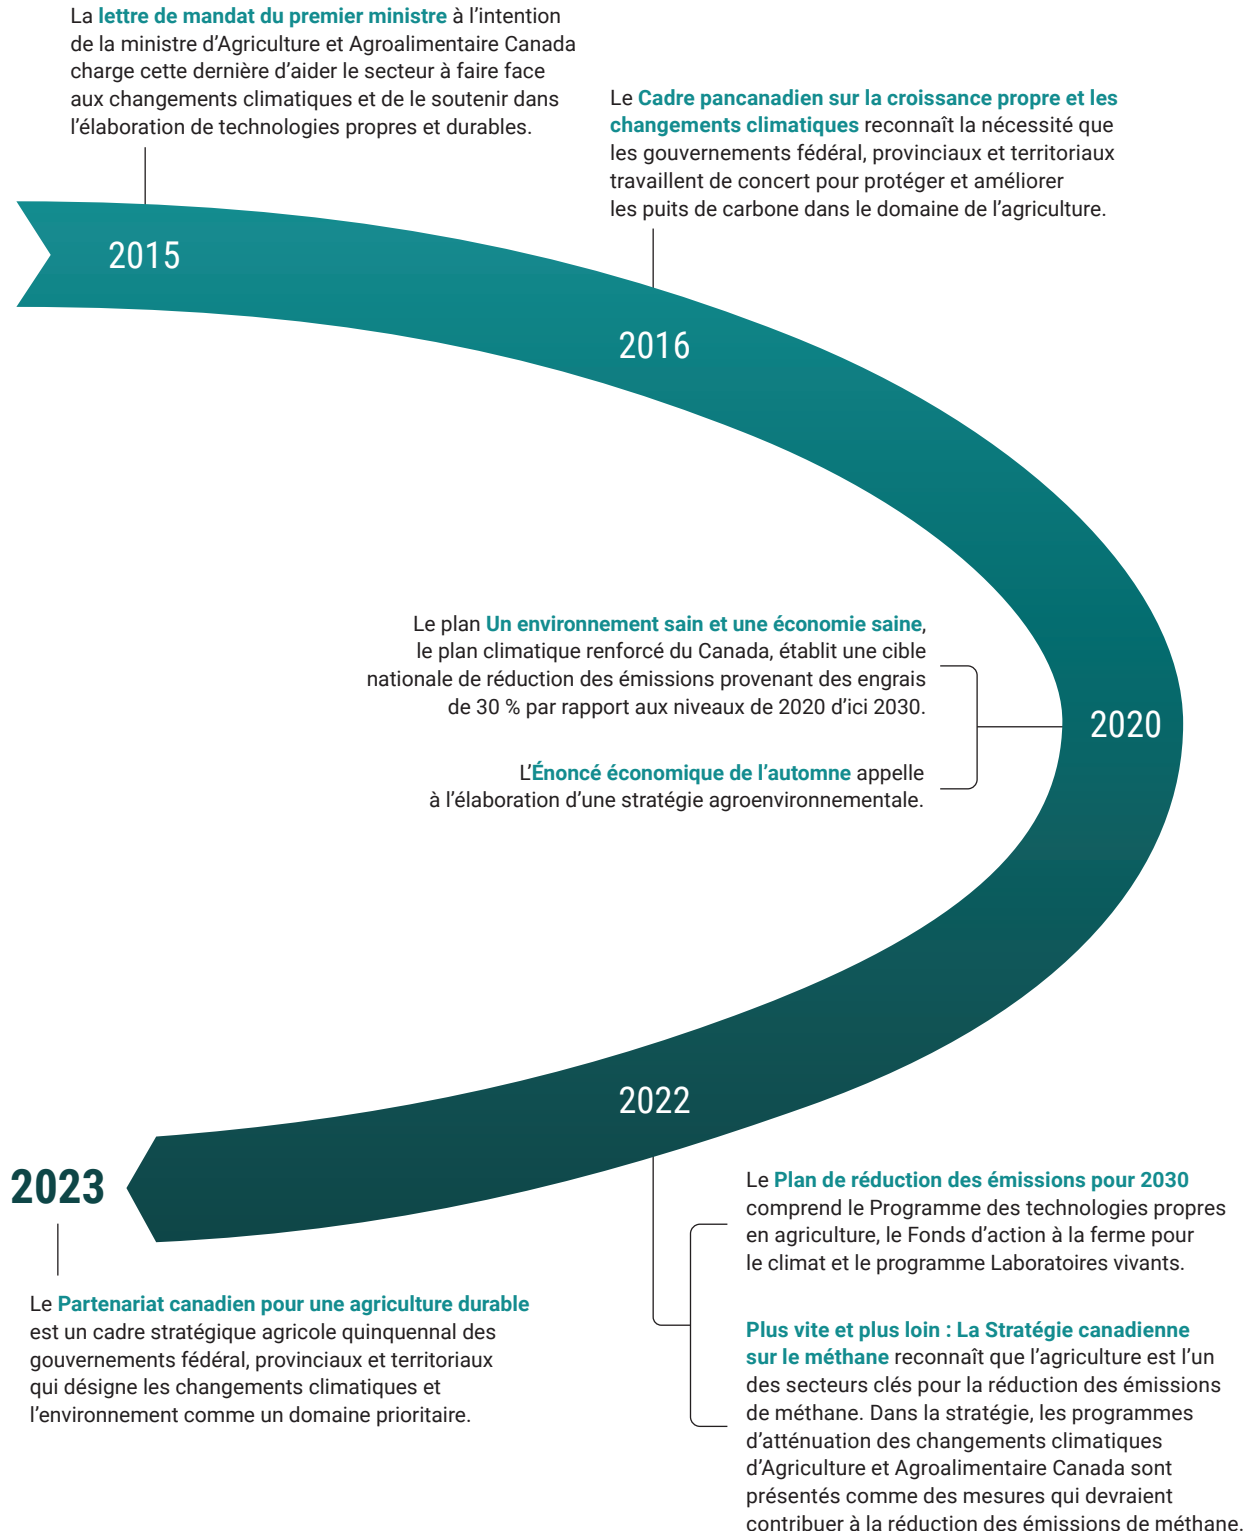 La lettre de mandat du premier ministre à l’intention
de la ministre d’Agriculture et Agroalimentaire Canada
charge cette dernière d’aider le secteur à faire face
aux changements climatiques et de le soutenir dans
l’élaboration de technologies propres et durables.
2015
Le Cadre pancanadien sur la croissance propre et les
changements climatiques reconnaît la nécessité que
les gouvernements fédéral, provinciaux et territoriaux
travaillent de concert pour protéger et améliorer
les puits de carbone dans le domaine de l’agriculture.
2016
Le plan Un environnement sain et une économie saine,
le plan climatique renforcé du Canada, établit une cible
nationale de réduction des émissions provenant des engrais
de 30 % par rapport aux niveaux de 2020 d’ici 2030.
L’Énoncé économique de l’automne appelle
à l’élaboration d’une stratégie agroenvironnementale.
2020
2022
Le Plan de réduction des émissions pour 2030
comprend le Programme des technologies propres
en agriculture, le Fonds d’action à la ferme pour
le climat et le programme Laboratoires vivants.
Plus vite et plus loin : La Stratégie canadienne
sur le méthane reconnaît que l’agriculture est l’un
des secteurs clés pour la réduction des émissions
de méthane. Dans la stratégie, les programmes
d’atténuation des changements climatiques
d’Agriculture et Agroalimentaire Canada sont
présentés comme des mesures qui devraient
contribuer à la réduction des émissions de méthane.
2023
Le Partenariat canadien pour une agriculture durable
est un cadre stratégique agricole quinquennal des
gouvernements fédéral, provinciaux et territoriaux
qui désigne les changements climatiques et
l’environnement comme un domaine prioritaire.